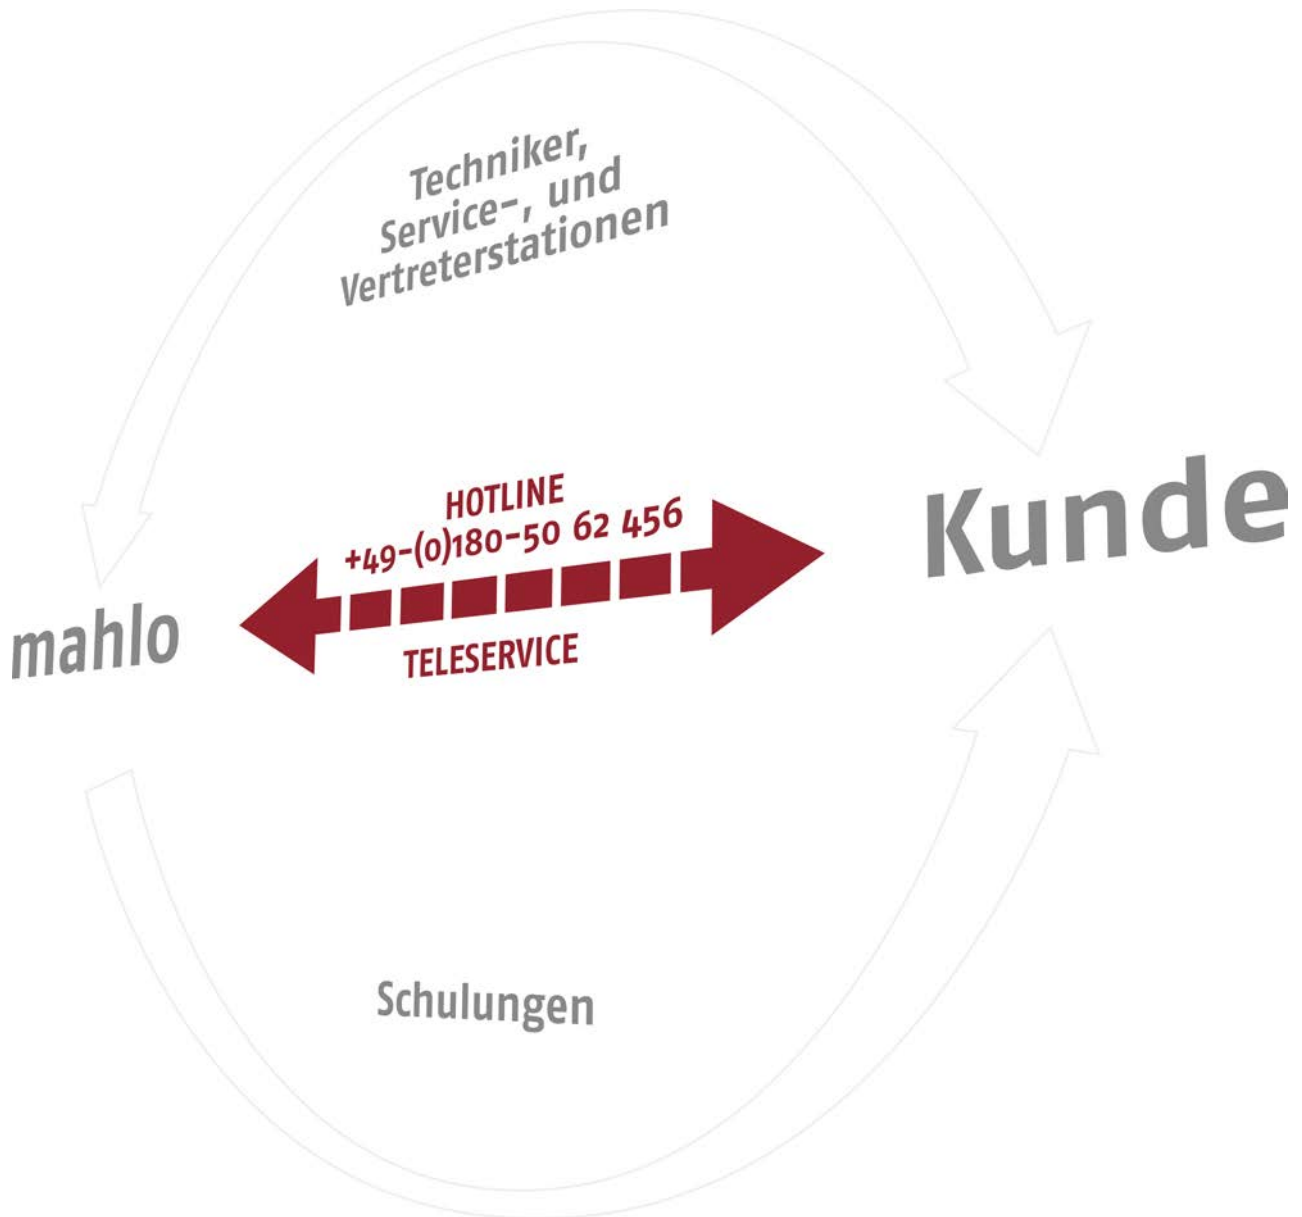 Techniker,
Service-, und
Vertreterstationen
HOTLINE
+49-(0)180-50 62 456
Kunde
mahlo
TELESERVICE
Schulungen